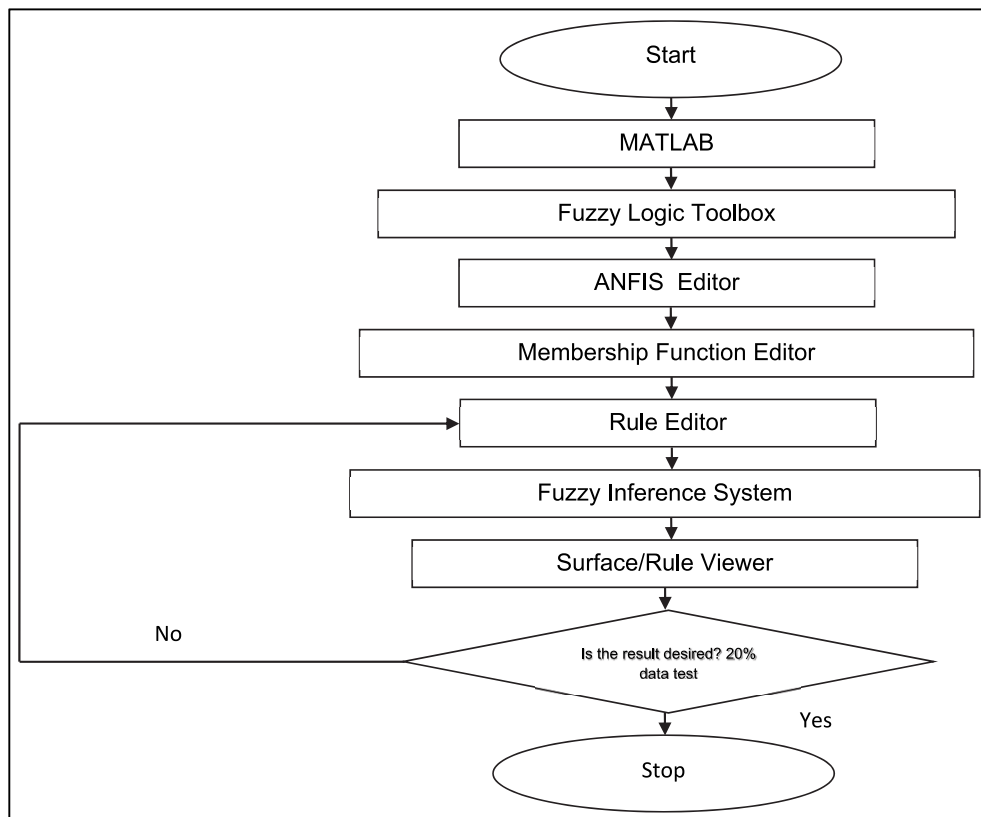 Start
MATLAB
Fuzzy Logic Toolbox
ANFIS Editor
Membership Function Editor
Rule Editor
Fuzzy Inference System
Surface/Rule Viewer
No
Is the result desired? 20%
data test
Yes
Stop